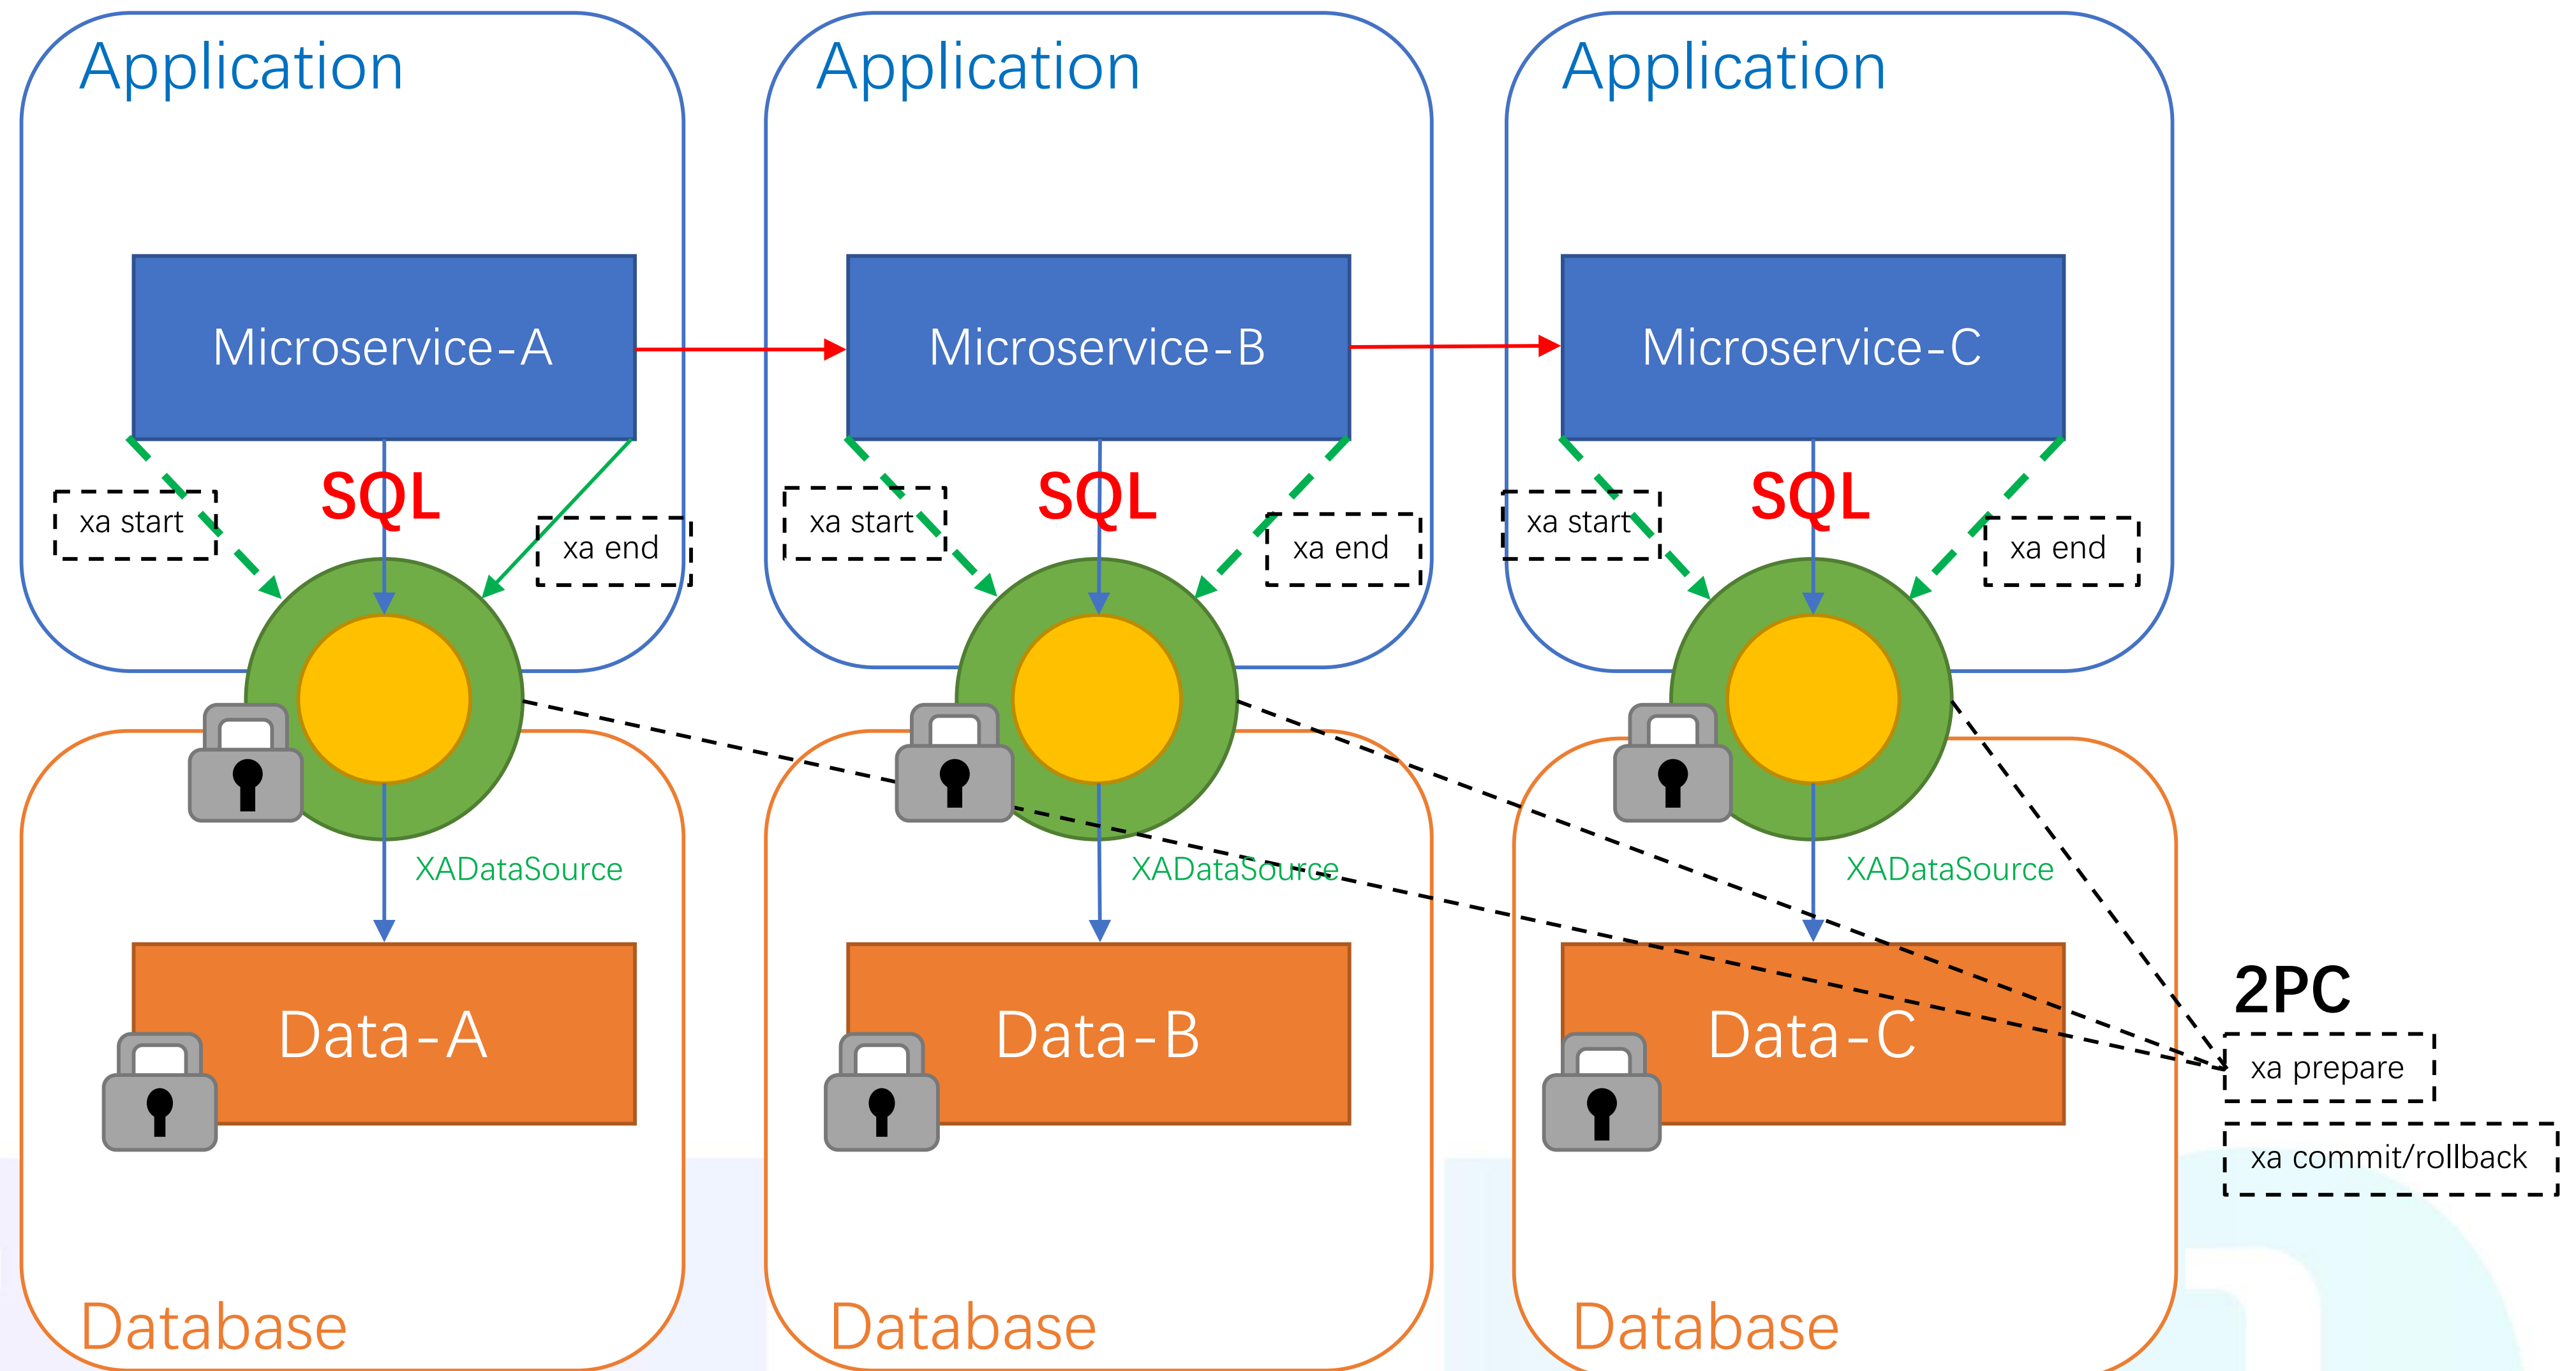 Application
Application
Application
Microservice-A
Microservice-B
Microservice-C
SQL
SQL
SQL
xa start
xa end
xa start
xa end
xa start
xa end
XADataSource
XADataSource
XADataSource
Data-A
Data-B
Data-C
2PC
xa prepare
xa commit/rollback
Database
Database
Database